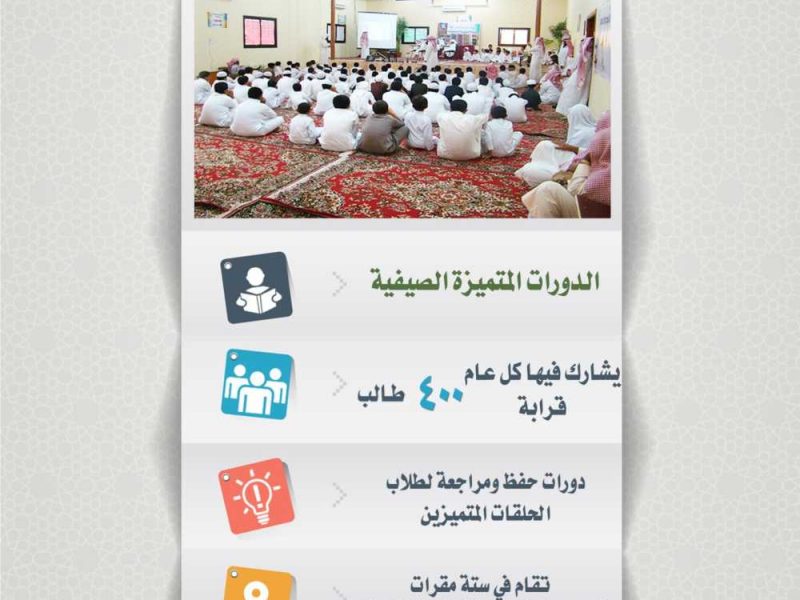 الدورات المتميزة الصيفية
يشارك فيها كل عام
قرابة ٤٠٠ طالب
دورات حفظ ومراجعة لطلاب
الحلقات المتميزين
تقام في ستة مقرات